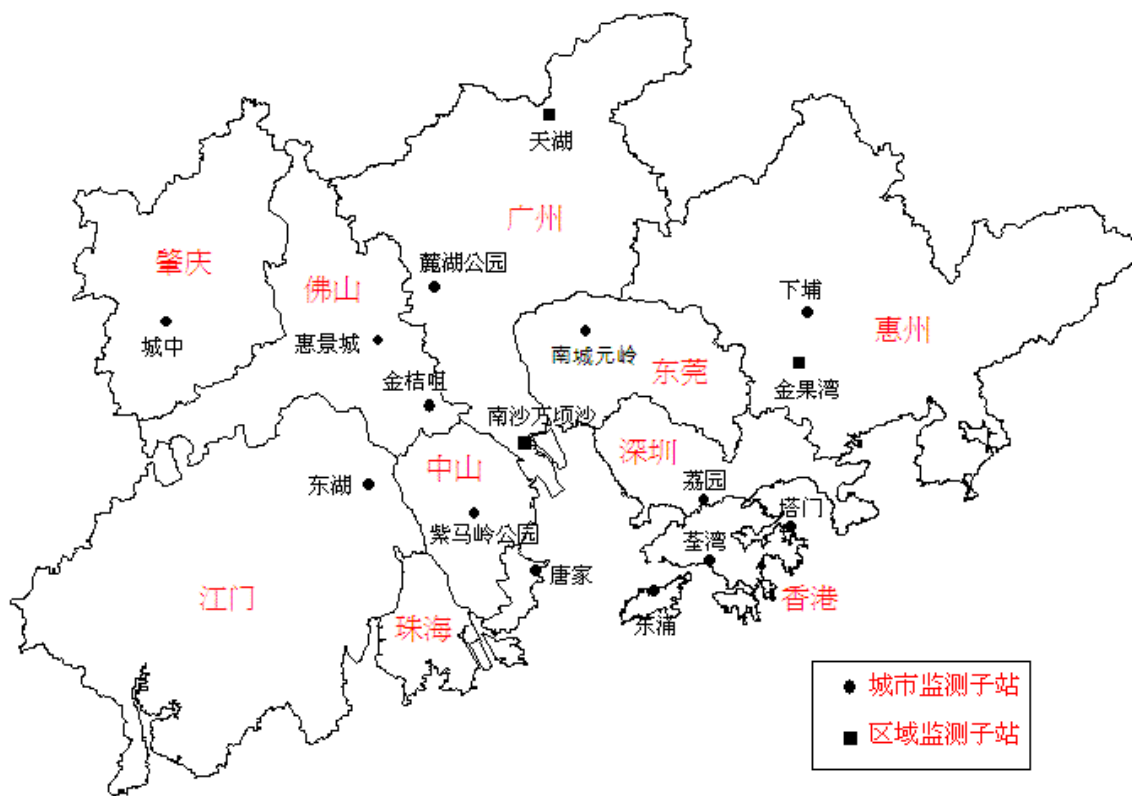 天湖
广州
肇庆
麓湖公园
佛山
下埔
惠州
城中
惠景城
南城元岭
东莞
金桔咀
金果湾
南沙万顷沙
中山
深圳
东湖
荔园
塔门
紫马岭公园
荃湾
唐家
江门
香港
东涌
珠海
城市监测子站
区域监测子站